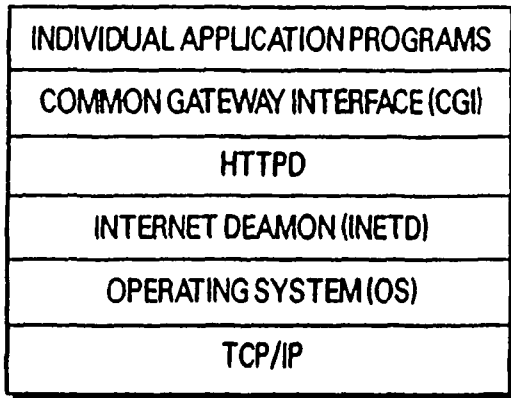 INDIVIDUAL APPLICATION PROGRAMS
COMMON GATEWAY INTERFACE (CGI)
HTTPD
INTERNET DEAMON (INETD)
OPERATING SYSTEM (OS)
TCP/IP